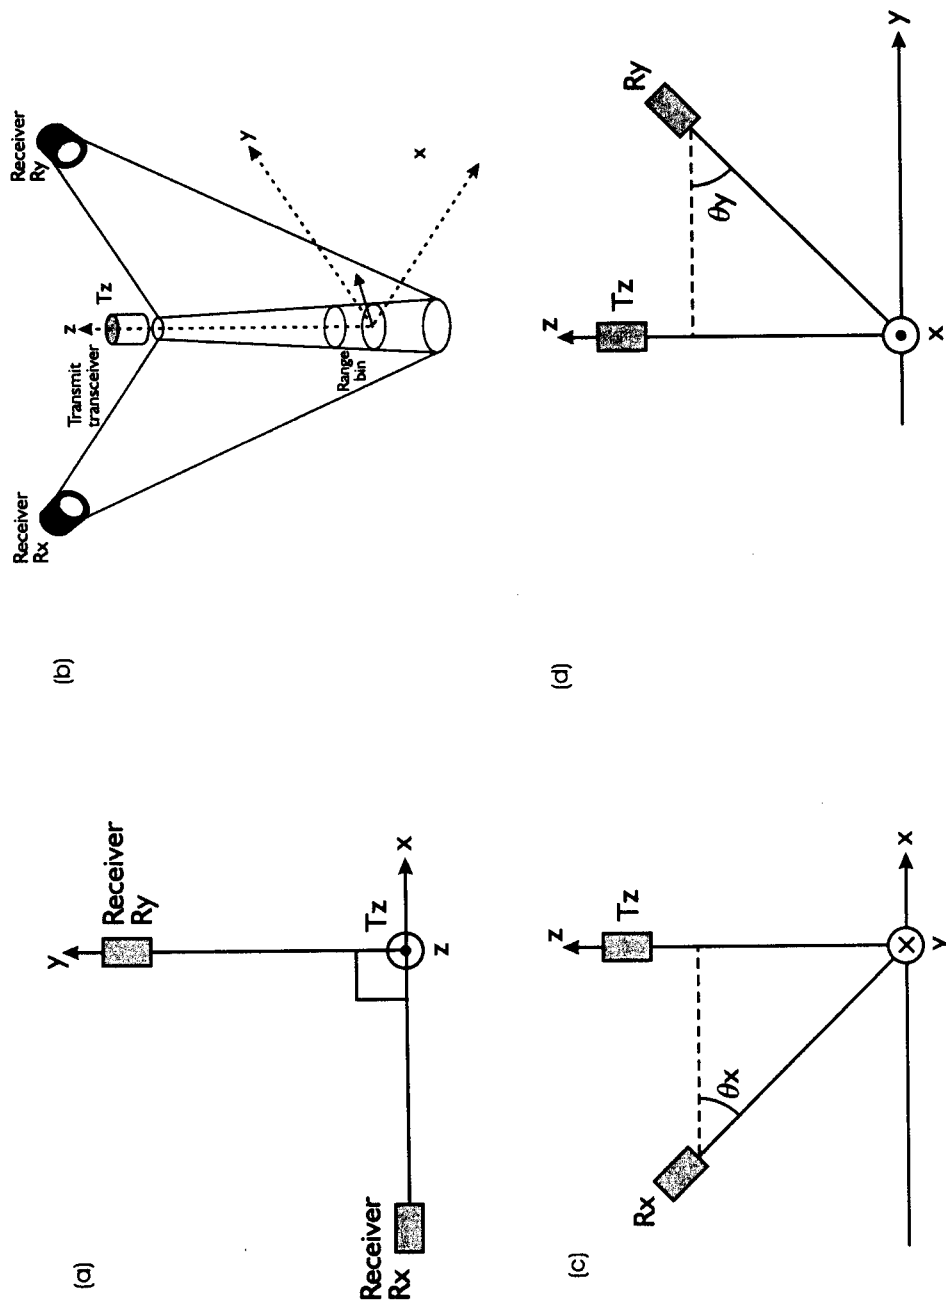 (a)
y
Receiver
Ry
Receiver
Rx
Tz
z
x
(b)
Receiver
Rx
Transmit
transceiver
z
Tz
Receiver
Ry
Range
bin
y
x
(c)
z
Tz
Rx
θx
x
y
(d)
z
Tz
Ry
θy
y
x